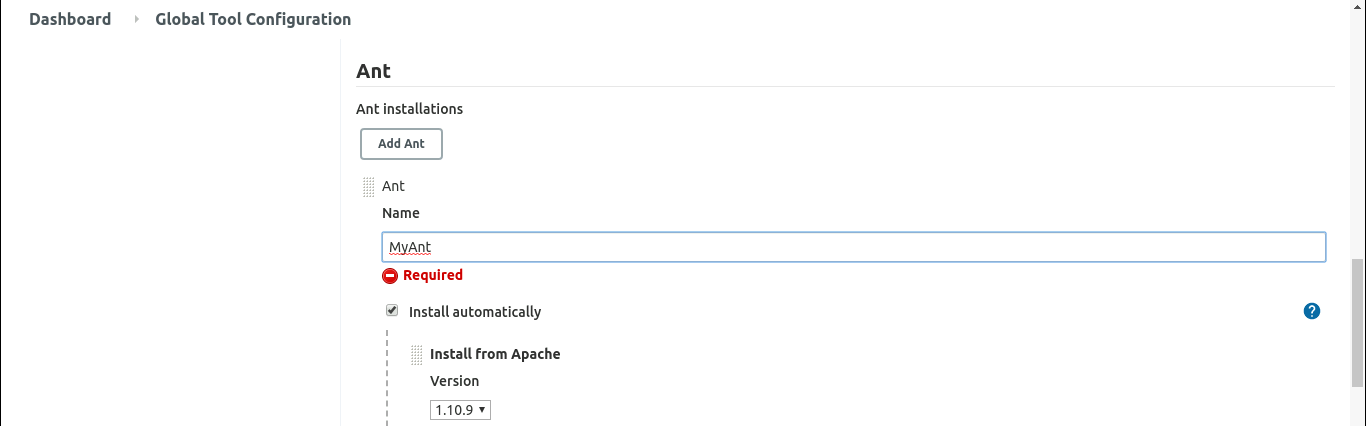 Dashboard Global Tool Configuration
Ant
Ant installations
Add Ant
Ant
Name
MyAnt
Required
Install automatically
?
Install from Apache
Version
1.10.9